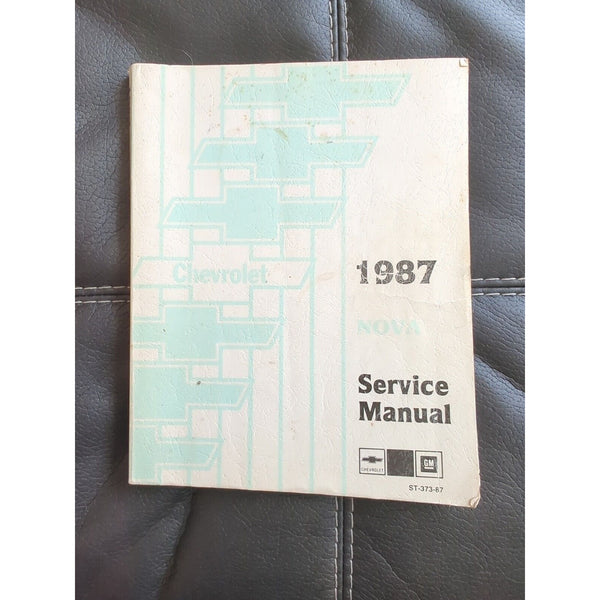 Chevrolet
1987
NOVA
Service
Manual
CHEVROLET
GM
ST-373-87